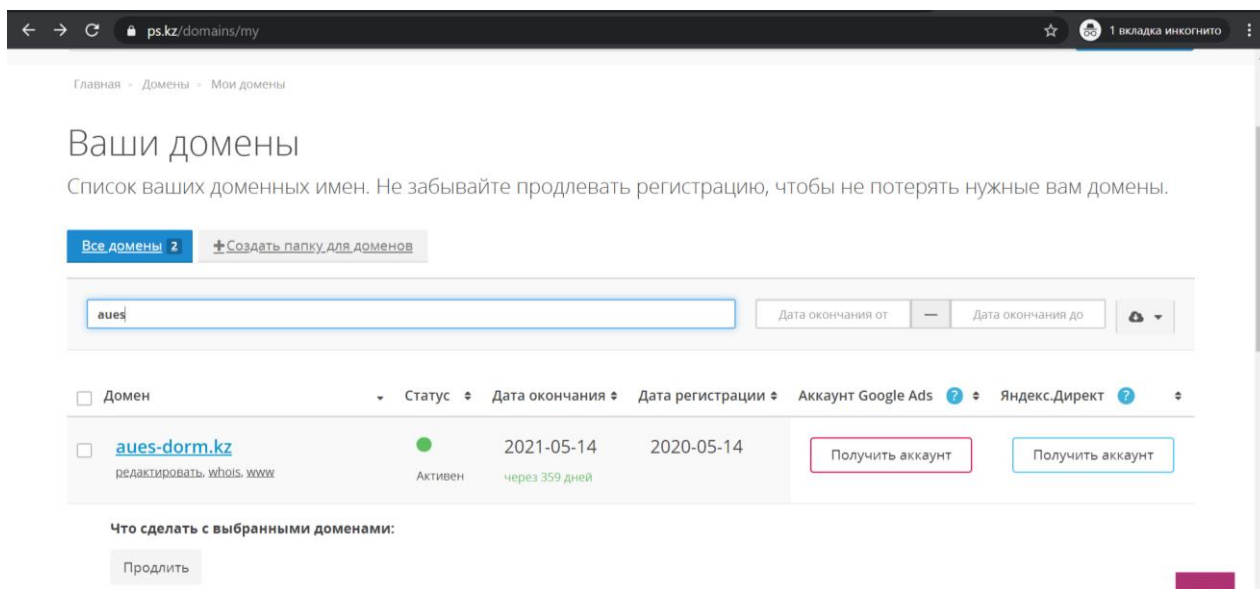 ps.kz/domains/my 1 вкладка инкогнито
Главная - Домены - Мои домены
Ваши домены
Список ваших доменных имен. Не забывайте продлевать регистрацию, чтобы не потерять нужные вам домены.
Все домены 2 +Создать папку для доменов
aues Дата окончания от — Дата окончания до
Домен Статус Дата окончания Дата регистрации Аккаунт Google Ads ? Яндекс.Директ ?
aues-dorm.kz 2021-05-14 2020-05-14 Получить аккаунт Получить аккаунт
редактировать, whois, www Активен через 359 дней
Что сделать с выбранными доменами:
Продлить